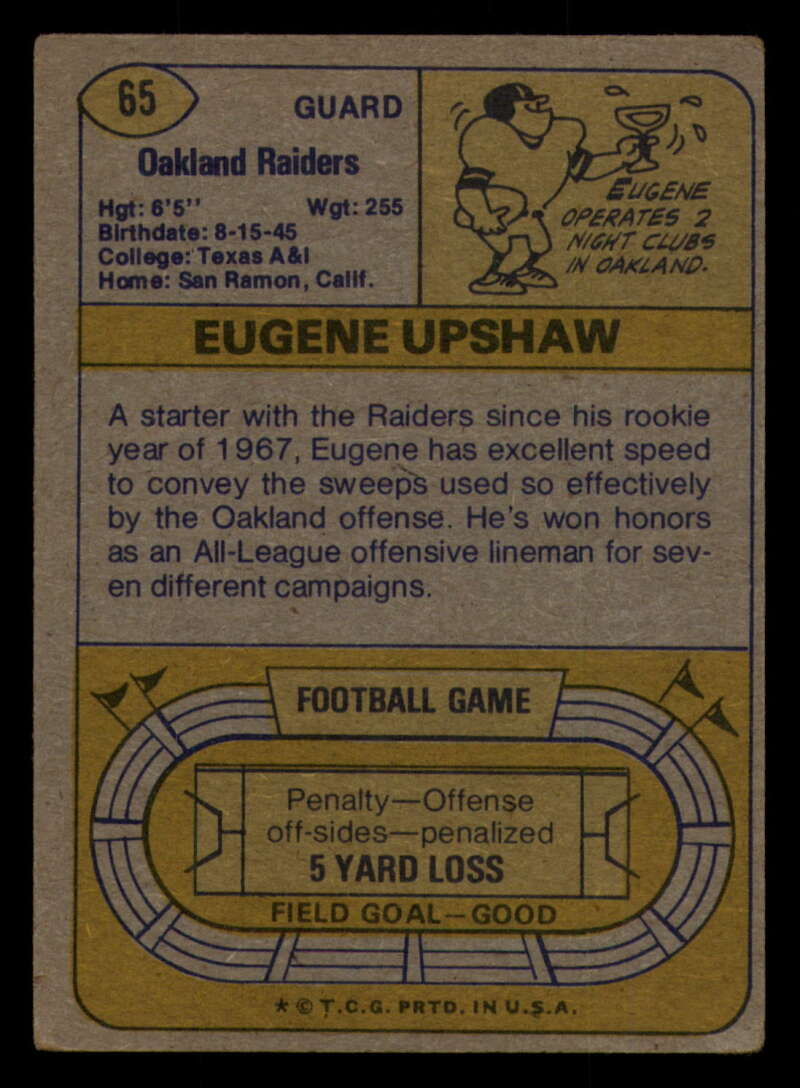 65
GUARD
Oakland Raiders
Hgt: 6'5" Wgt: 255
Birthdate: 8-15-45
College: Texas A&I
Home: San Ramon, Calif.
EUGENE
OPERATES 2
NIGHT CLUBS
IN OAKLAND.
EUGENE UPSHAW
A starter with the Raiders since his rookie
year of 1967, Eugene has excellent speed
to convey the sweeps used so effectively
by the Oakland offense. He's won honors
as an All-League offensive lineman for sev-
en different campaigns.
FOOTBALL GAME
Penalty—Offense
off-sides—penalized
5 YARD LOSS
FIELD GOAL—GOOD
* © T.C.G. PRTD. IN U.S.A.